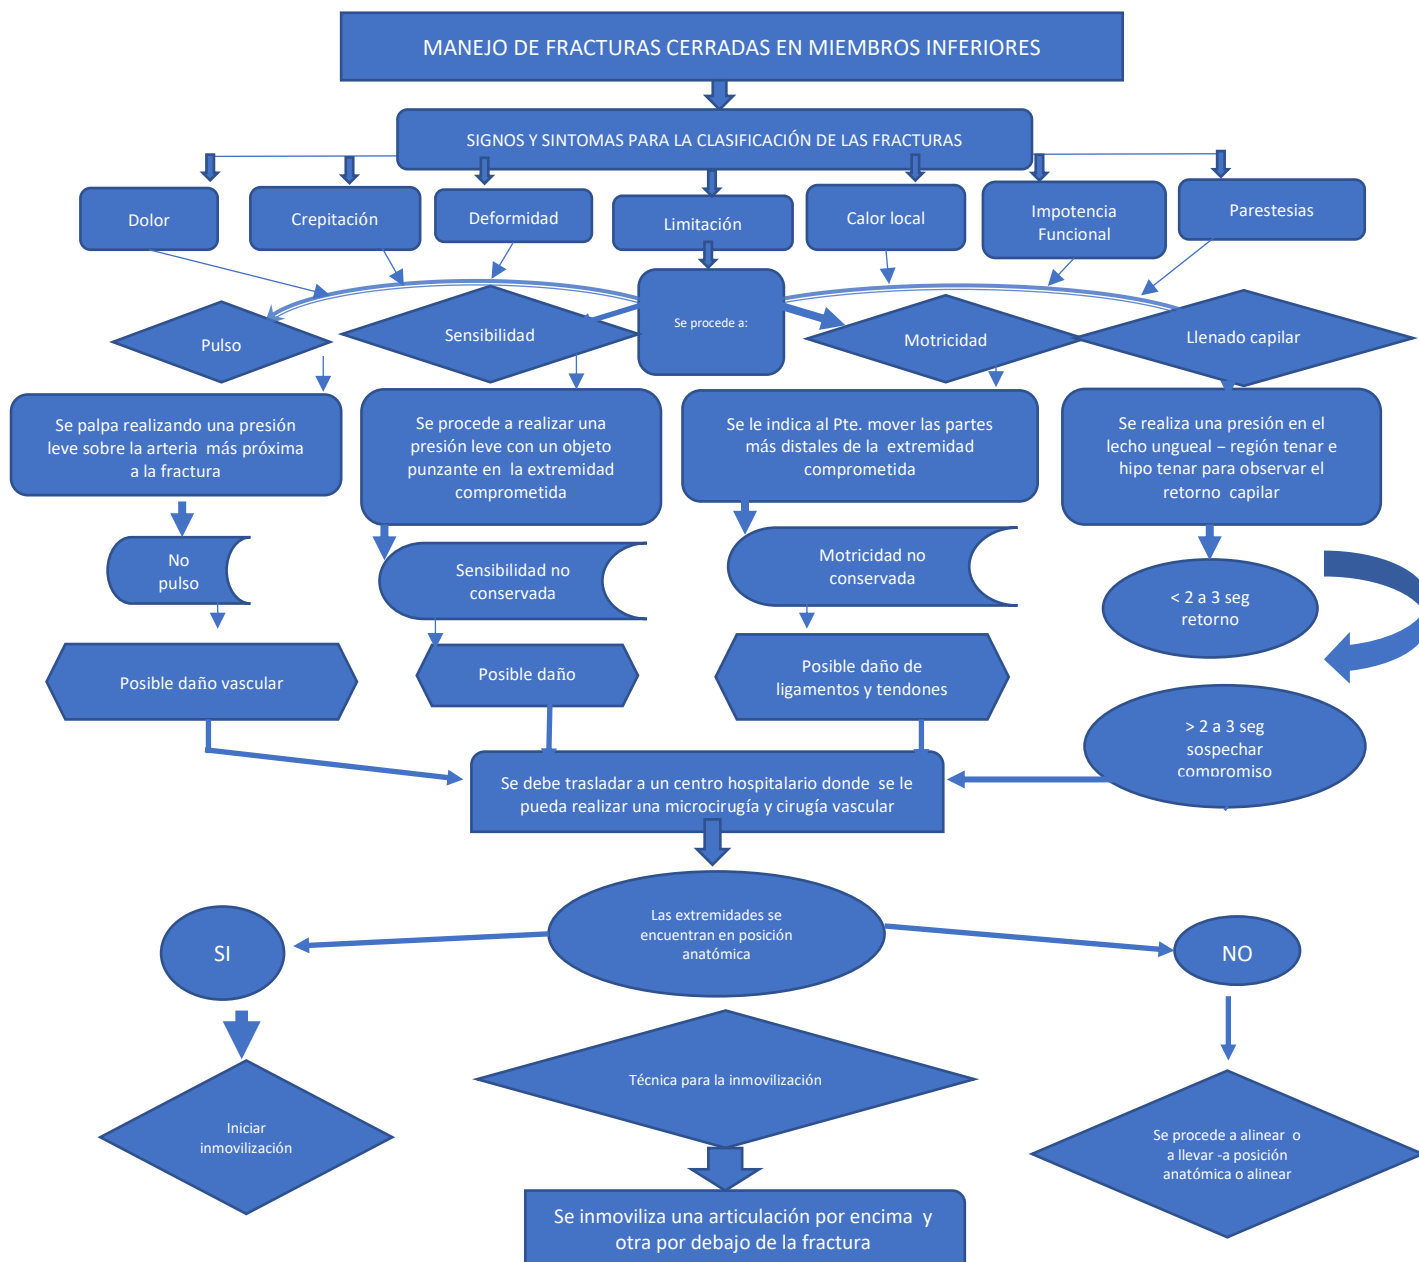 MANEJO DE FRACTURAS CERRADAS EN MIEMBROS INFERIORES
SIGNOS Y SINTOMAS PARA LA CLASIFICACIÓN DE LAS FRACTURAS
Dolor
Crepitación
Deformidad
Limitación
Calor local
Impotencia
Funcional
Parestesias
Se procede a:
Pulso
Sensibilidad
Motricidad
Llenado capilar
Se palpa realizando una presión
leve sobre la arteria más próxima
a la fractura
Se procede a realizar una
presión leve con un objeto
punzante en la extremidad
comprometida
Se le indica al Pte. mover las partes
más distales de la extremidad
comprometida
Se realiza una presión en el
lecho ungueal – región tenar e
hipo tenar para observar el
retorno capilar
No
pulso
Sensibilidad no
conservada
Motricidad no
conservada
< 2 a 3 seg
retorno
Posible daño vascular
Posible daño
Posible daño de
ligamentos y tendones
> 2 a 3 seg
sospechar
compromiso
Se debe trasladar a un centro hospitalario donde se le
pueda realizar una microcirugía y cirugía vascular
Las extremidades se
encuentran en posición
anatómica
SI
NO
Técnica para la inmovilización
Iniciar
inmovilización
Se procede a alinear o
a llevar -a posición
anatómica o alinear
Se inmoviliza una articulación por encima y
otra por debajo de la fractura